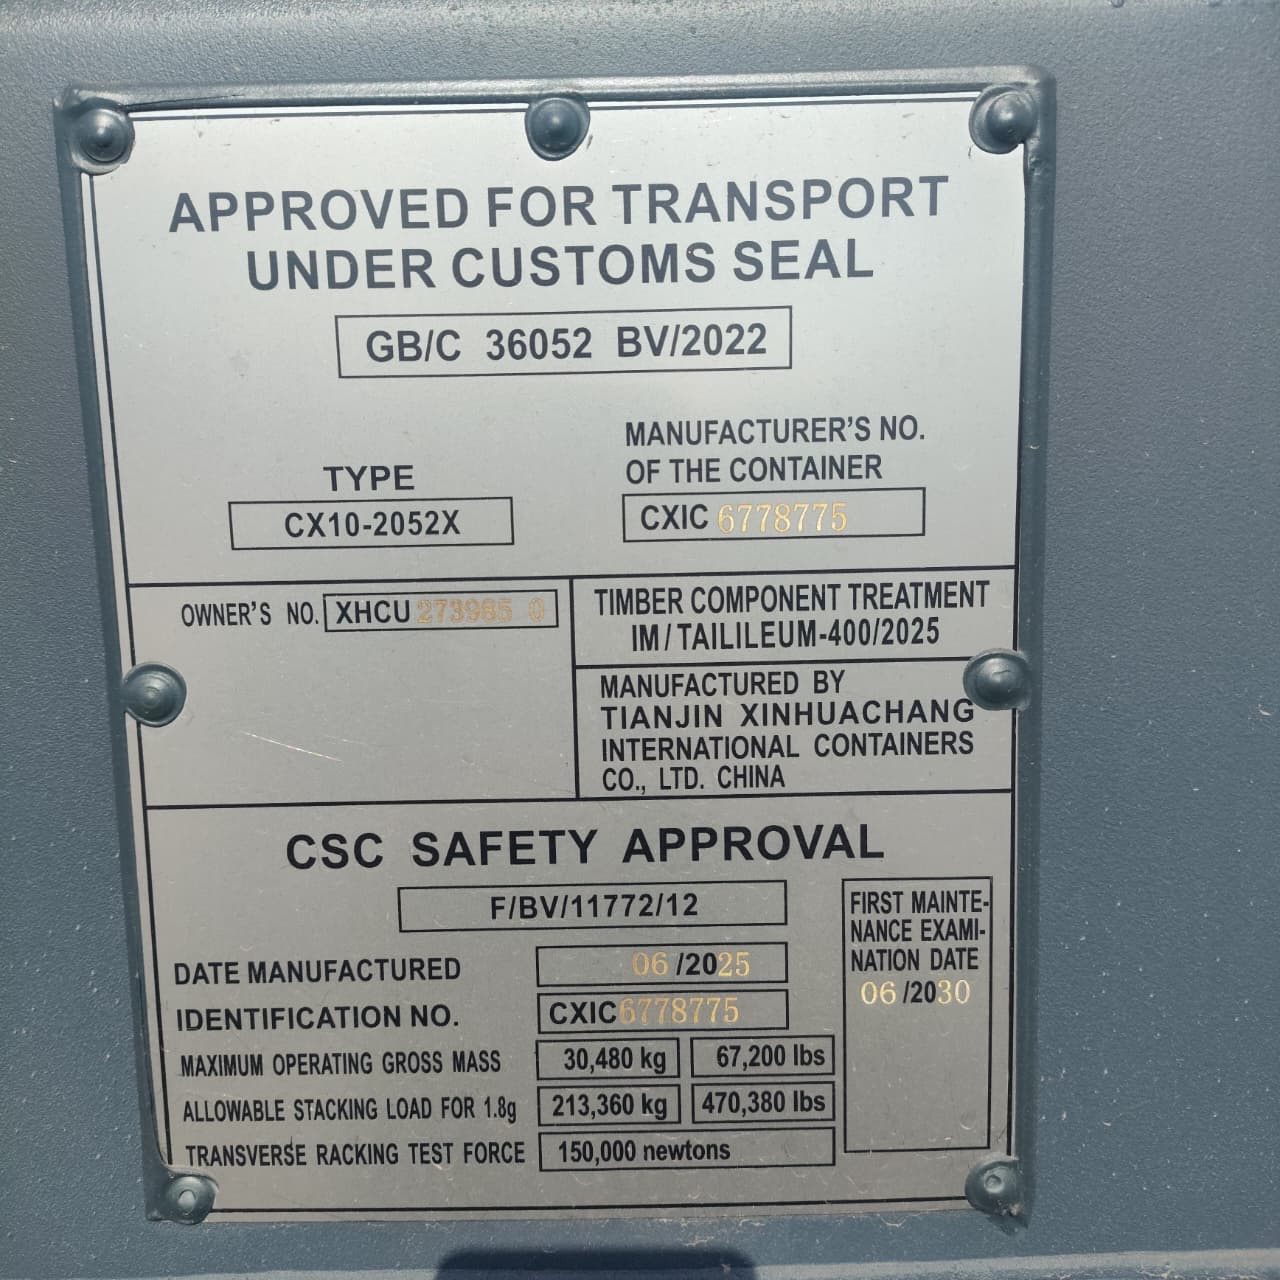 APPROVED FOR TRANSPORT
UNDER CUSTOMS SEAL
GB/C 36052 BV/2022
TYPE
CX10-2052X
MANUFACTURER'S NO.
OF THE CONTAINER
CXIC 6778775
OWNER'S NO. XHCU 273985 0
TIMBER COMPONENT TREATMENT
IM/TAILILEUM-400/2025
MANUFACTURED BY
TIANJIN XINHUACHANG
INTERNATIONAL CONTAINERS
CO., LTD. CHINA
CSC SAFETY APPROVAL
F/BV/11772/12
DATE MANUFACTURED 06/2025
IDENTIFICATION NO. CXIC6778775
MAXIMUM OPERATING GROSS MASS 30,480 kg 67,200 lbs
ALLOWABLE STACKING LOAD FOR 1.8g 213,360 kg 470,380 lbs
TRANSVERSE RACKING TEST FORCE 150,000 newtons
FIRST MAINTE-
NANCE EXAMI-
NATION DATE
06/2030